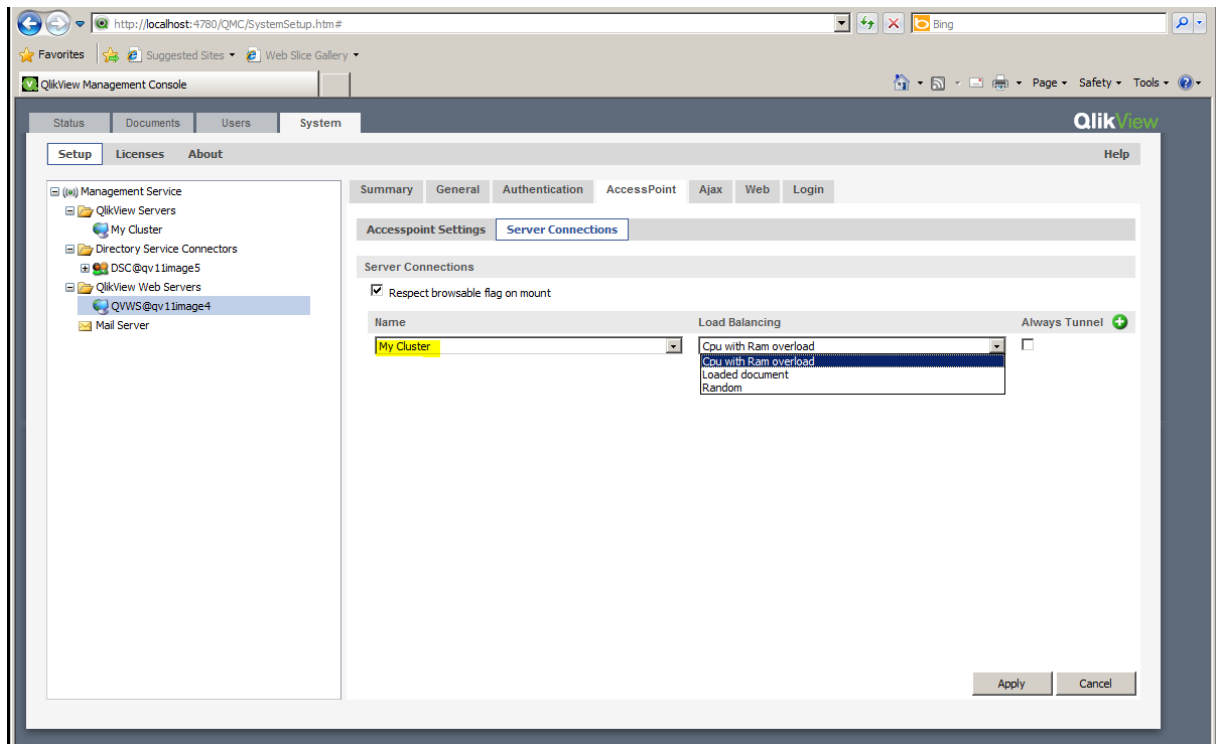 http://localhost:4780/QMC/SystemSetup.htm#
Bing
Favorites Suggested Sites Web Slice Gallery
QlikView Management Console
Page Safety Tools
Status Documents Users System
QlikView
Setup Licenses About
Help
Management Service
QlikView Servers
My Cluster
Directory Service Connectors
DSC@qv11image5
QlikView Web Servers
QVWS@qv11image4
Mail Server
Summary General Authentication AccessPoint Ajax Web Login
Accesspoint Settings Server Connections
Server Connections
Respect browsable flag on mount
Name Load Balancing Always Tunnel
My Cluster Cpu with Ram overload
Cpu with Ram overload
Loaded document
Random
Apply Cancel